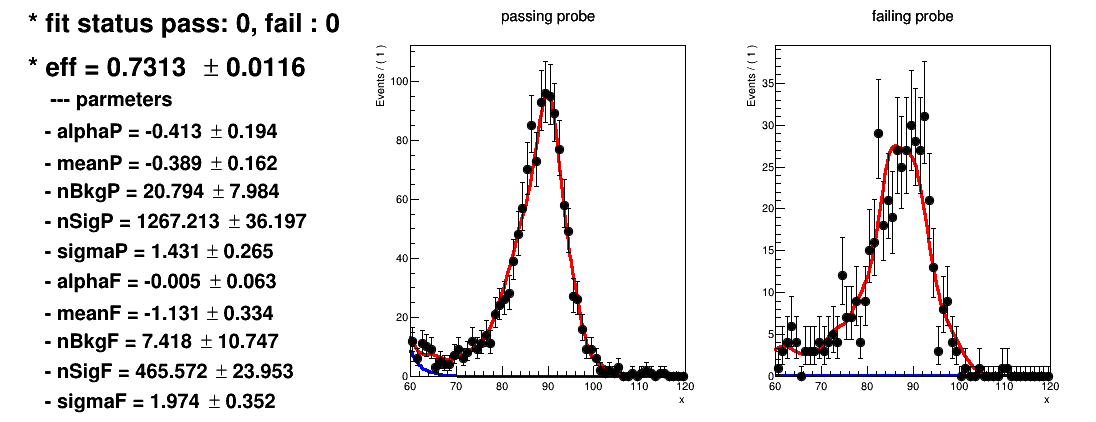 * fit status pass: 0, fail : 0
* eff = 0.7313 ± 0.0116
--- parmeters
- alphaP = -0.413 ± 0.194
- meanP = -0.389 ± 0.162
- nBkgP = 20.794 ± 7.984
- nSigP = 1267.213 ± 36.197
- sigmaP = 1.431 ± 0.265
- alphaF = -0.005 ± 0.063
- meanF = -1.131 ± 0.334
- nBkgF = 7.418 ± 10.747
- nSigF = 465.572 ± 23.953
- sigmaF = 1.974 ± 0.352
passing probe
Events / ( 1 )
100
80
60
40
20
0
60 70 80 90 100 110 120
x
failing probe
Events / ( 1 )
35
30
25
20
15
10
5
0
60 70 80 90 100 110 120
x